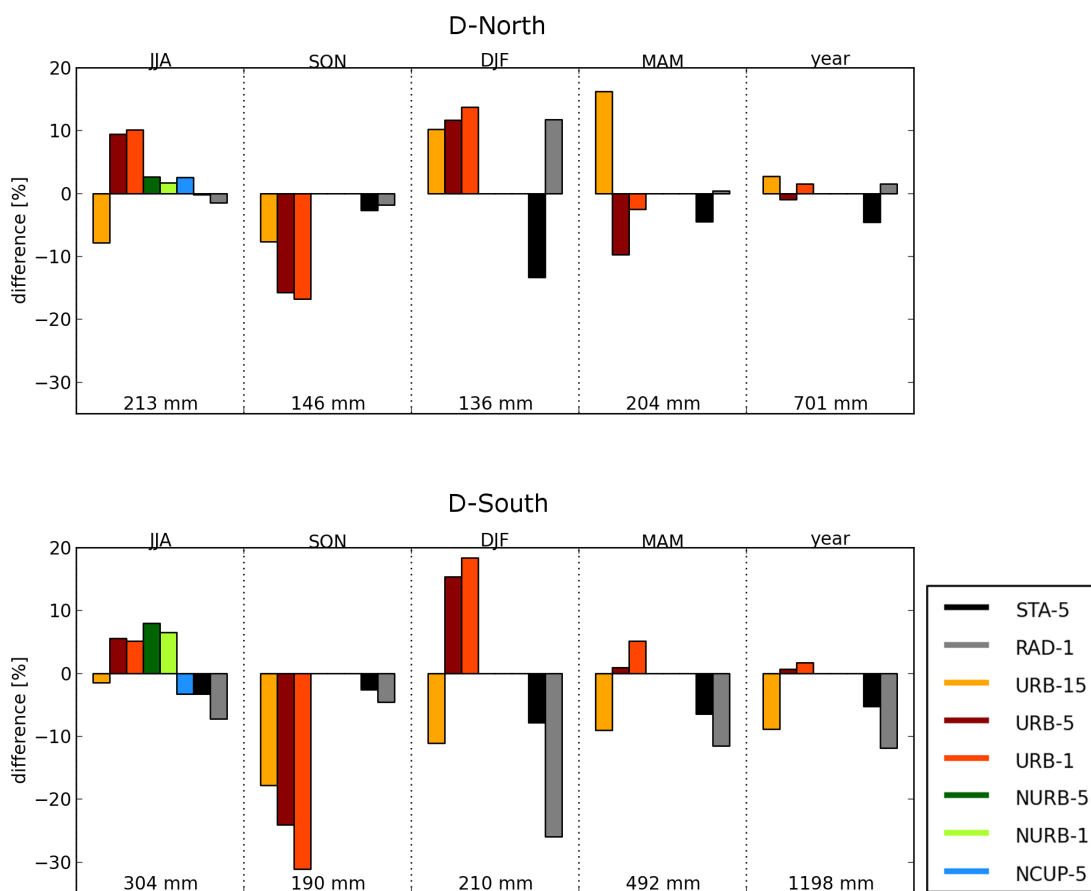 D-North
JJA SON DJF MAM year
20
10
0
−10
−20
−30
difference [%]
213 mm 146 mm 136 mm 204 mm 701 mm
D-South
JJA SON DJF MAM year
20
10
0
−10
−20
−30
difference [%]
304 mm 190 mm 210 mm 492 mm 1198 mm
STA-5
RAD-1
URB-15
URB-5
URB-1
NURB-5
NURB-1
NCUP-5